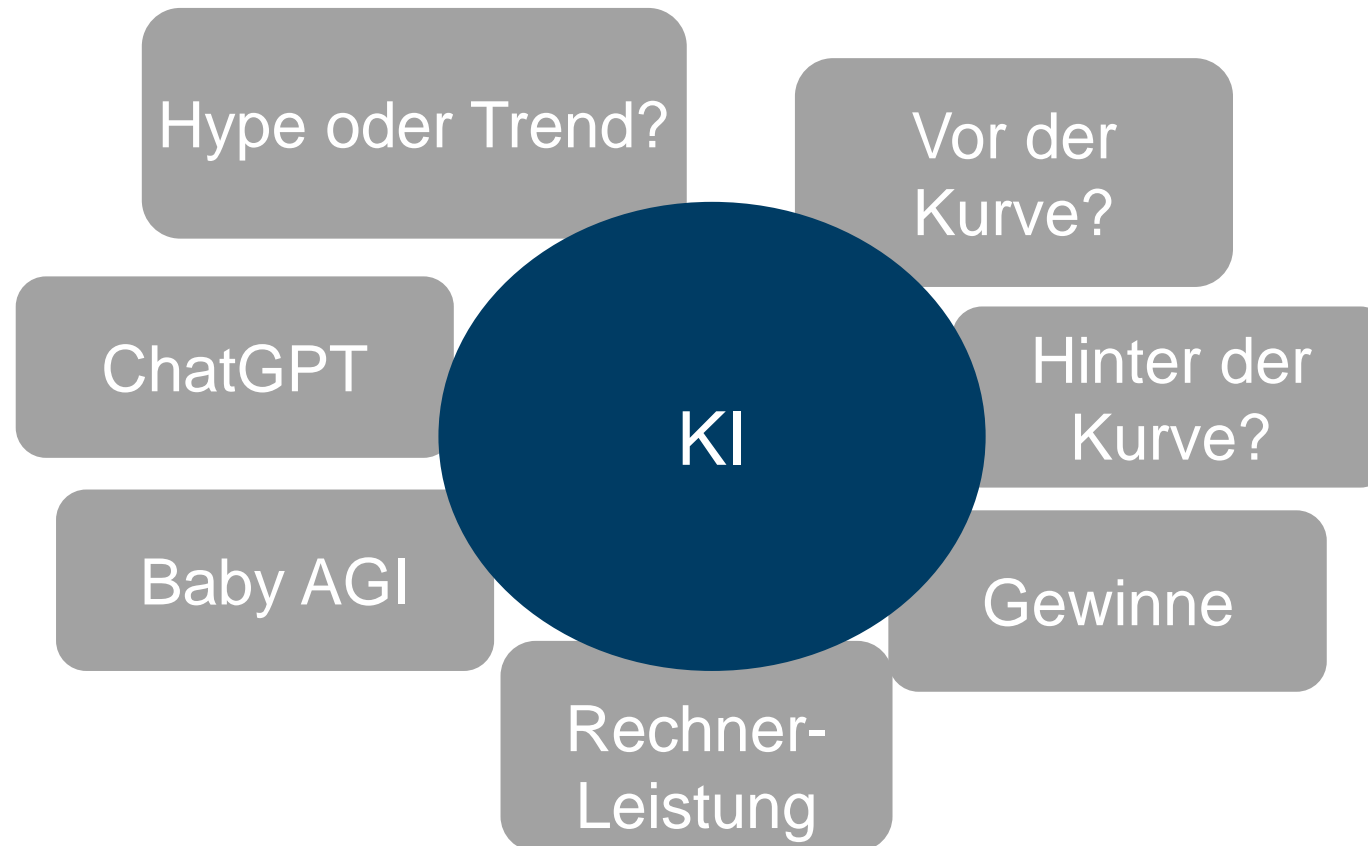 Hype oder Trend?
Vor der
Kurve?
ChatGPT
Hinter der
Kurve?
KI
Baby AGI
Gewinne
Rechner-
Leistung